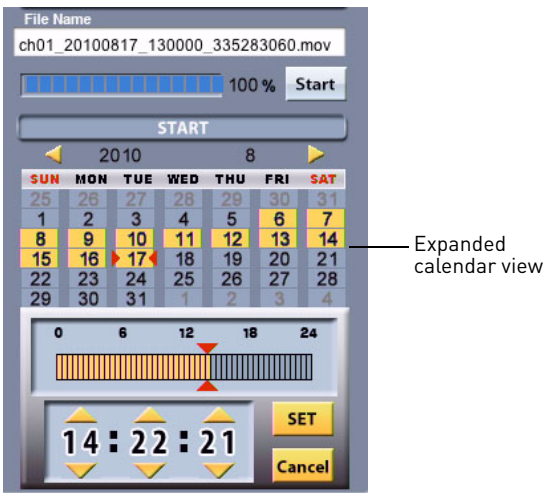 File Name
ch01_20100817_130000_335283060.mov
100 % Start
START
2010 8
SUN MON TUE WED THU FRI SAT
25 26 27 28 29 30 31
1 2 3 4 5 6 7
8 9 10 11 12 13 14
15 16 17 18 19 20 21
22 23 24 25 26 27 28
29 30 31 1 2 3 4
Expanded
calendar view
0 6 12 18 24
14 : 22 : 21
SET
Cancel